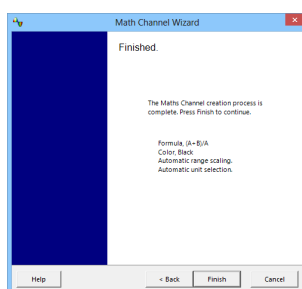 Math Channel Wizard
Finished.
The Maths Channel creation process is
complete. Press Finish to continue.
Formula, (A+B)/A
Color, Black
Automatic range scaling.
Automatic unit selection.
Help
< Back
Finish
Cancel